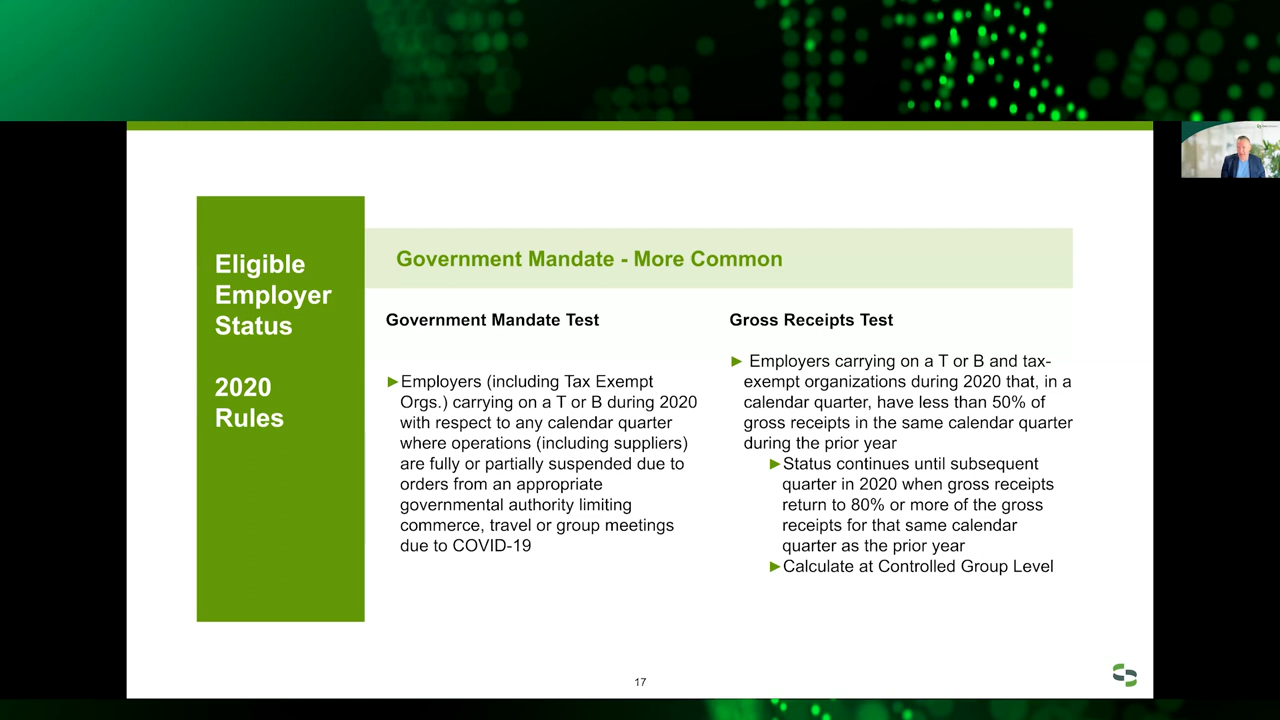 Eligible
Employer
Status
2020
Rules
Government Mandate - More Common
Government Mandate Test
►Employers (including Tax Exempt
Orgs.) carrying on a T or B during 2020
with respect to any calendar quarter
where operations (including suppliers)
are fully or partially suspended due to
orders from an appropriate
governmental authority limiting
commerce, travel or group meetings
due to COVID-19
Gross Receipts Test
► Employers carrying on a T or B and tax-
exempt organizations during 2020 that, in a
calendar quarter, have less than 50% of
gross receipts in the same calendar quarter
during the prior year
►Status continues until subsequent
quarter in 2020 when gross receipts
return to 80% or more of the gross
receipts for that same calendar
quarter as the prior year
►Calculate at Controlled Group Level
17